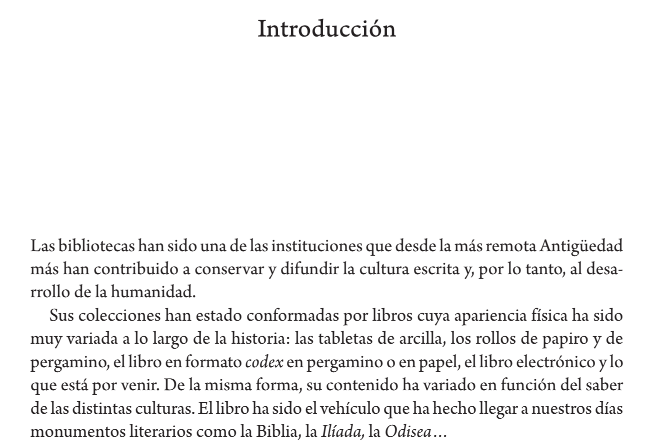 Introducción
Las bibliotecas han sido una de las instituciones que desde la más remota Antigüedad
más han contribuido a conservar y difundir la cultura escrita y, por lo tanto, al desa-
rrollo de la humanidad.
Sus colecciones han estado conformadas por libros cuya apariencia física ha sido
muy variada a lo largo de la historia: las tabletas de arcilla, los rollos de papiro y de
pergamino, el libro en formato codex en pergamino o en papel, el libro electrónico y lo
que está por venir. De la misma forma, su contenido ha variado en función del saber
de las distintas culturas. El libro ha sido el vehículo que ha hecho llegar a nuestros días
monumentos literarios como la Biblia, la Ilíada, la Odisea…